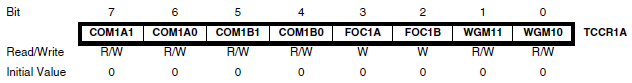 Bit 7 6 5 4 3 2 1 0
COM1A1 COM1A0 COM1B1 COM1B0 FOC1A FOC1B WGM11 WGM10 TCCR1A
Read/Write R/W R/W R/W R/W W W R/W R/W
Initial Value 0 0 0 0 0 0 0 0